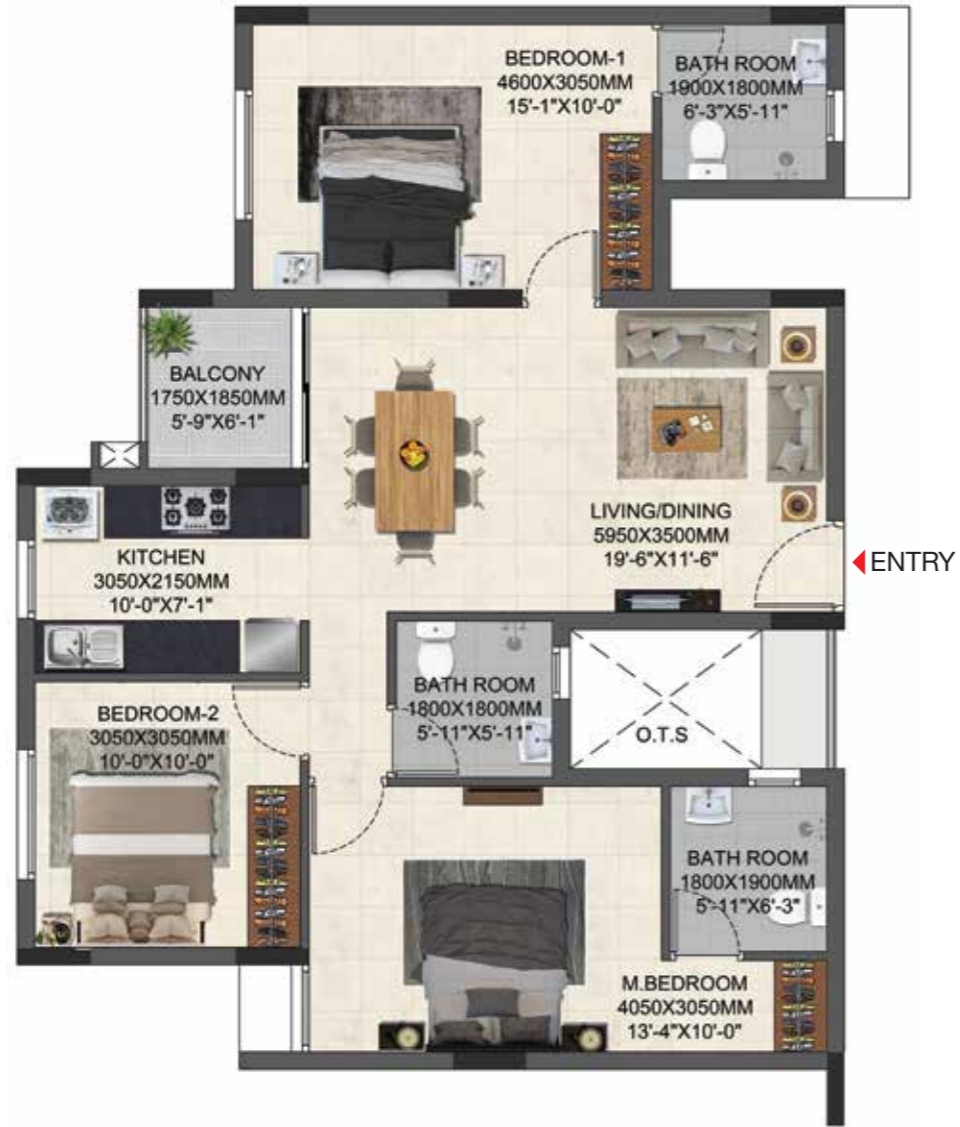 BEDROOM-1
4600X3050MM
15'-1"X10'-0"
BATH ROOM
1900X1800MM
6'-3"X5'-11"
BALCONY
1750X1850MM
5'-9"X6'-1"
LIVING/DINING
5950X3500MM
19'-6"X11'-6"
ENTRY
KITCHEN
3050X2150MM
10'-0"X7'-1"
BATH ROOM
1800X1800MM
5'-11"X5'-11"
O.T.S
BEDROOM-2
3050X3050MM
10'-0"X10'-0"
BATH ROOM
1800X1900MM
5'-11"X6'-3"
M.BEDROOM
4050X3050MM
13'-4"X10'-0"